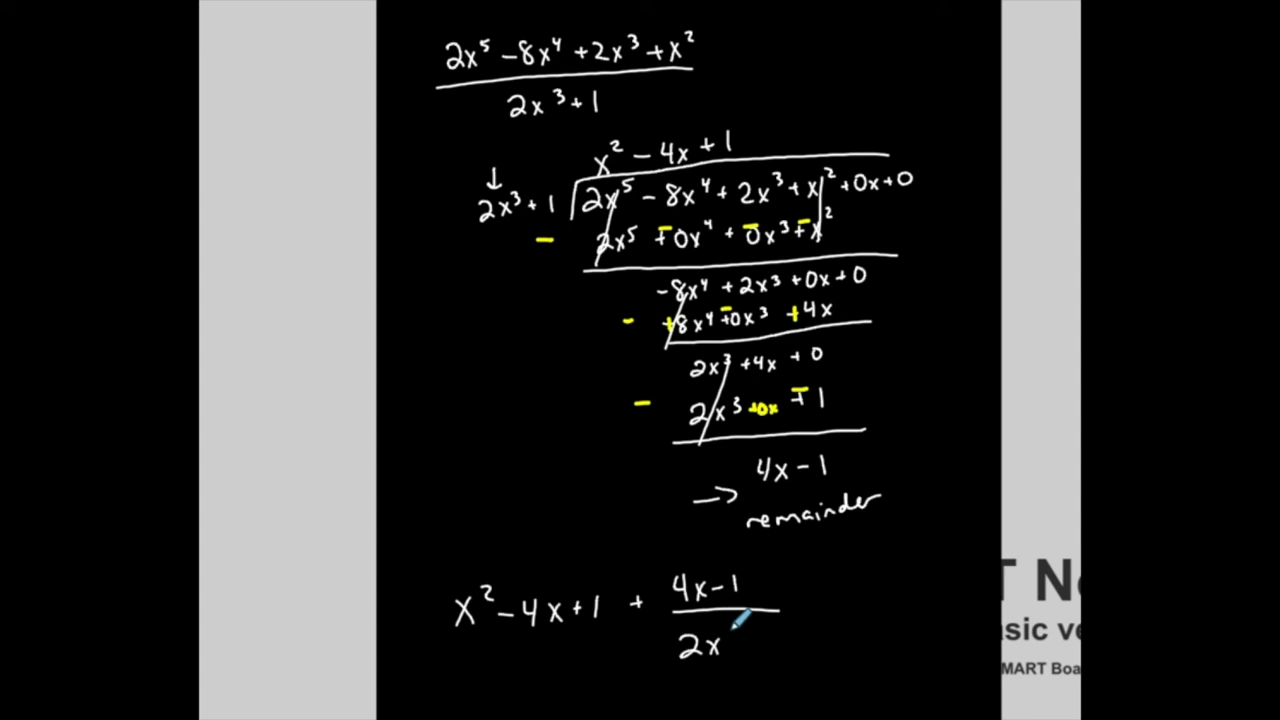 2x⁵ - 8x⁴ + 2x³ + x²
2x³ + 1
x² - 4x + 1
2x³ + 1 2x⁵ - 8x⁴ + 2x³ + x² + 0x + 0
- 2x⁵ + 0x⁴ + 0x³ + x²
-8x⁴ + 2x³ + 0x + 0
- + 8x⁴ + 0x³ + 4x
2x³ + 4x + 0
- 2x³ + 0x + 1
4x - 1
→ remainder
x² - 4x + 1 + 4x - 1
2x